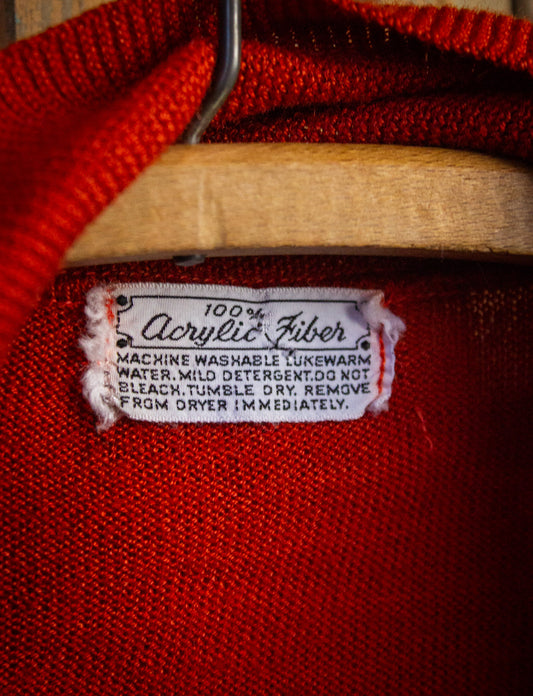 100%
Acrylic Fiber
MACHINE WASHABLE LUKEWARM
WATER. MILD DETERGENT. DO NOT
BLEACH. TUMBLE DRY. REMOVE
FROM DRYER IMMEDIATELY.